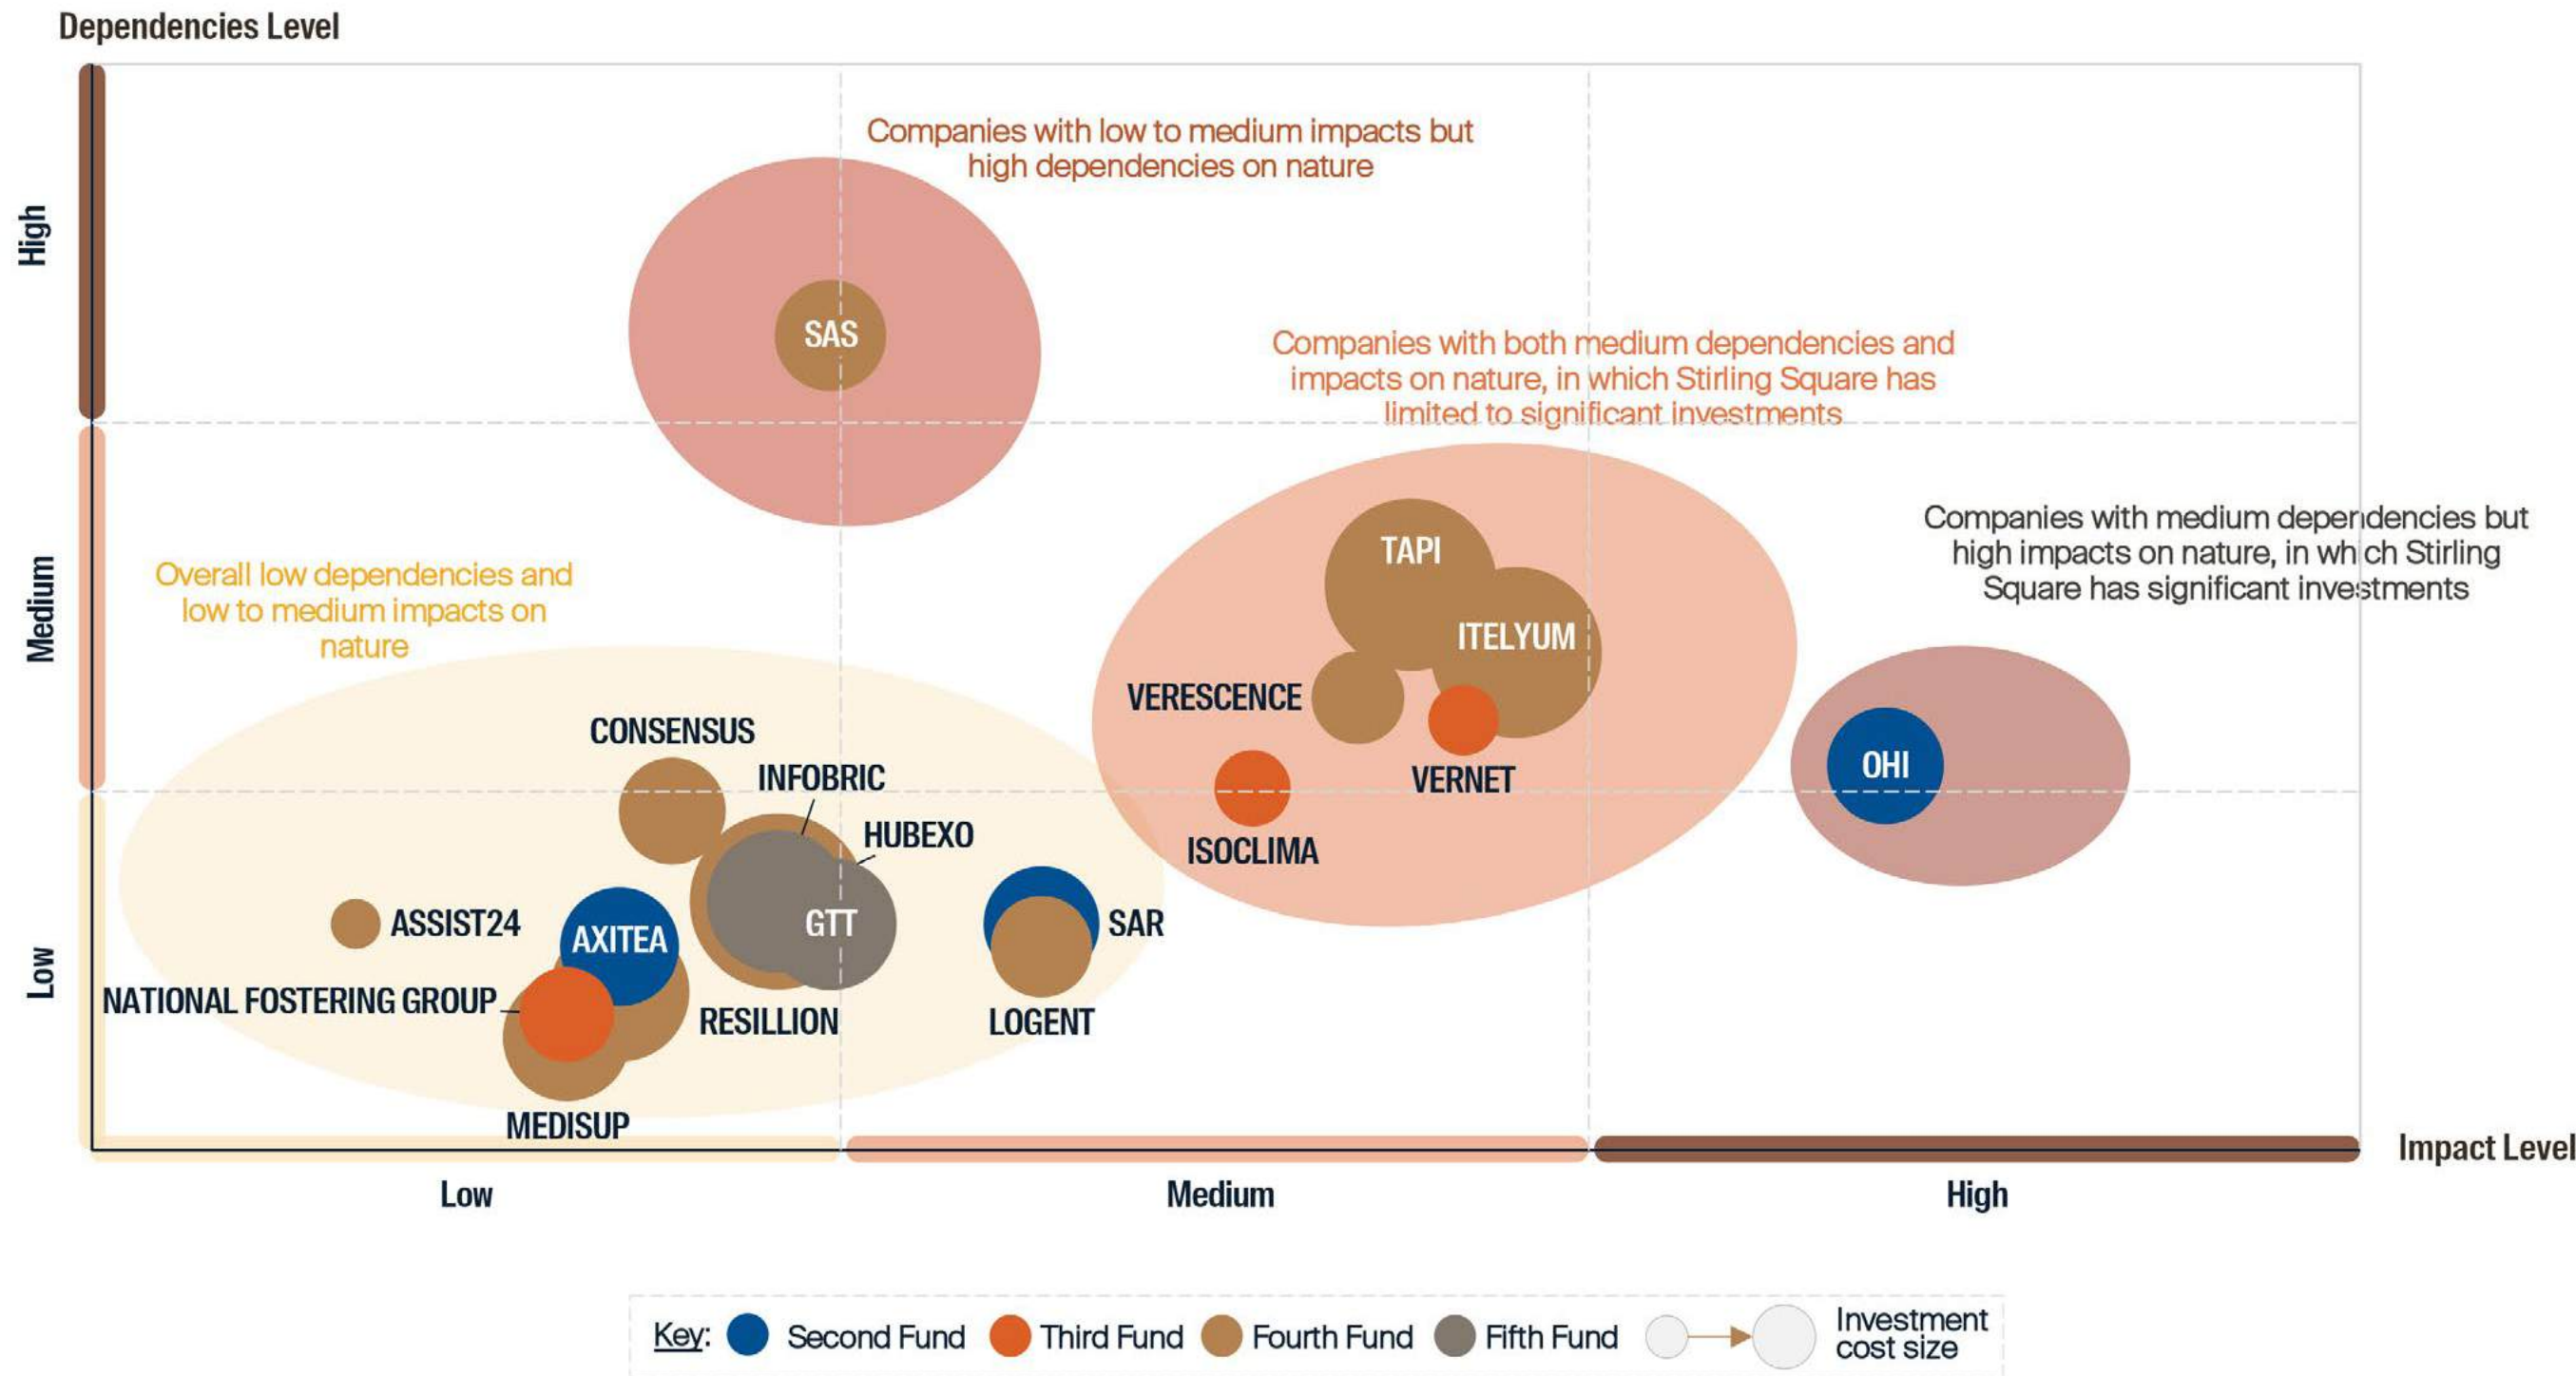 Dependencies Level
High
Companies with low to medium impacts but
high dependencies on nature
SAS
Companies with both medium dependencies and
impacts on nature, in which Stirling Square has
limited to significant investments
Medium
TAPI
ITELYUM
VERESCENCE
VERNET
ISOCLIMA
Companies with medium dependencies but
high impacts on nature, in which Stirling
Square has significant investments
OHI
Overall low dependencies and
low to medium impacts on
nature
CONSENSUS
INFOBRIC
HUBEXO
Low
ASSIST24
AXITEA
GTT
SAR
NATIONAL FOSTERING GROUP
RESILLION
LOGENT
MEDISUP
Impact Level
Low
Medium
High
Key:
Second Fund
Third Fund
Fourth Fund
Fifth Fund
Investment
cost size